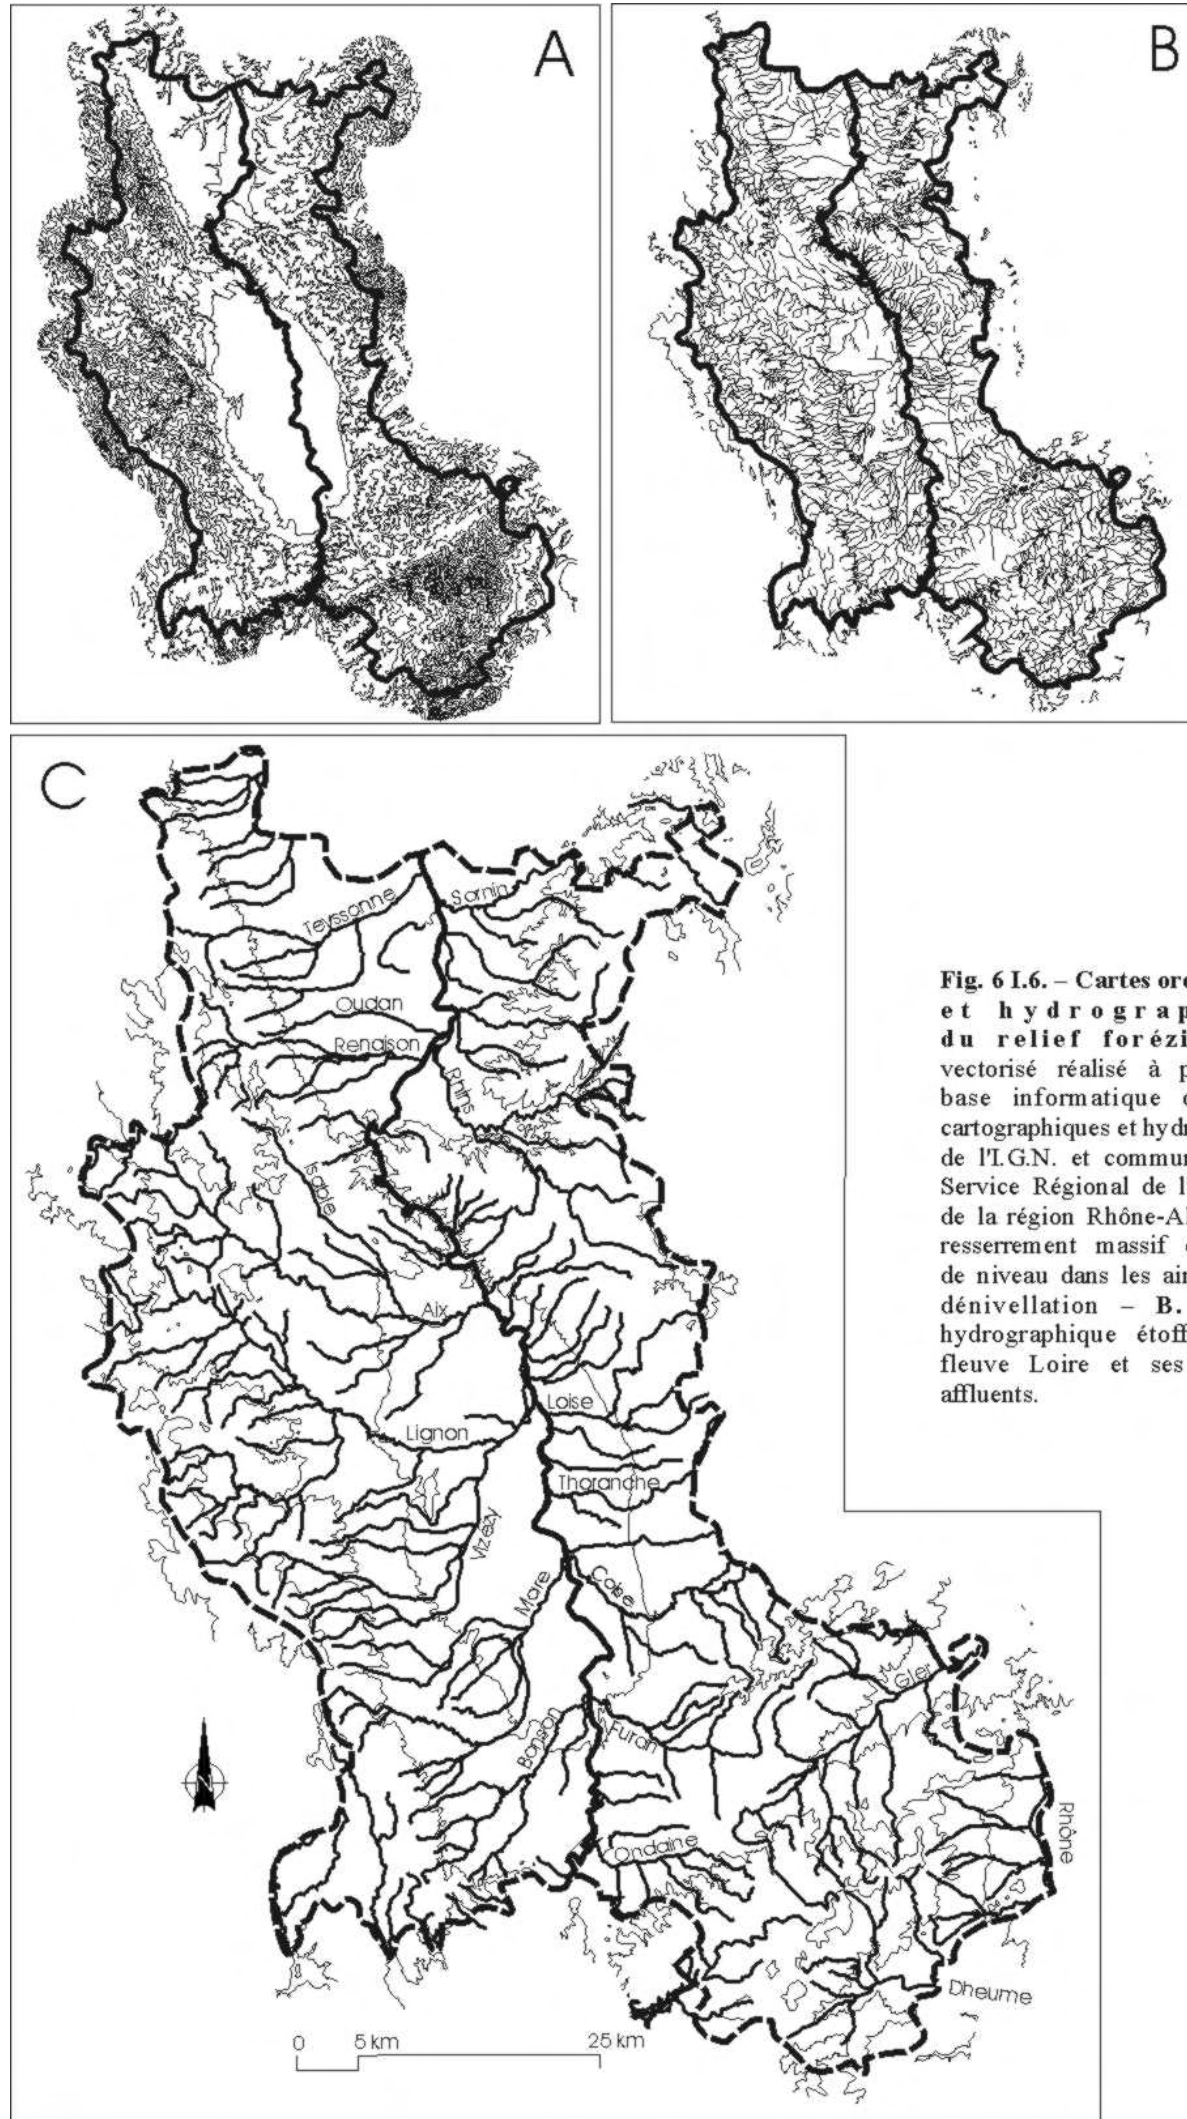 A
B
C
Teyssonne
Sornin
Oudan
Renaison
Rhins
Isable
Aix
Loise
Lignon
Thoranche
Vizezy
Mare
Coise
Gier
Bonson
Furan
Rhône
Ondaine
Dheume
N
0 5 km 25 km
Fig. 6 I.6. – Cartes oro
et hydrograp
du relief forézi
vectorisé réalisé à p
base informatique
cartographiques et hydr
de l'I.G.N. et commun
Service Régional de l'
de la région Rhône-Al
resserrement massif
de niveau dans les air
dénivellation – B.
hydrographique étoff
fleuve Loire et ses
affluents.